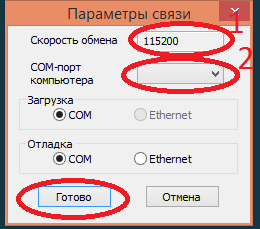 Параметры связи
1
Скорость обмена 115200
2
COM-порт
компьютера
Загрузка
COM Ethernet
Отладка
COM Ethernet
Готово Отмена